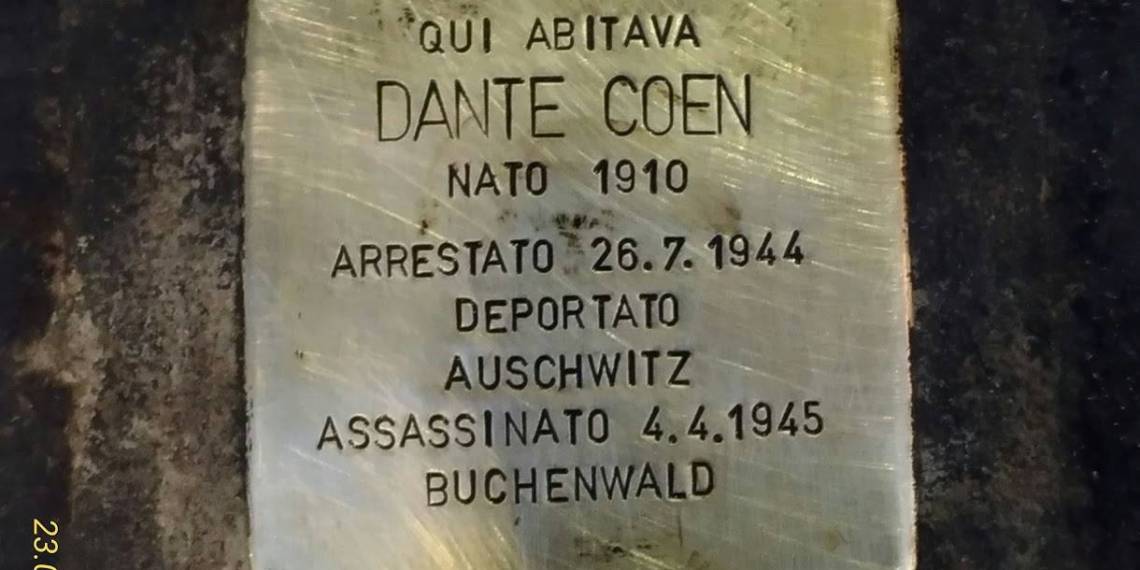 QUI ABITAVA
DANTE COEN
NATO 1910
ARRESTATO 26.7.1944
DEPORTATO
AUSCHWITZ
ASSASSINATO 4.4.1945
BUCHENWALD